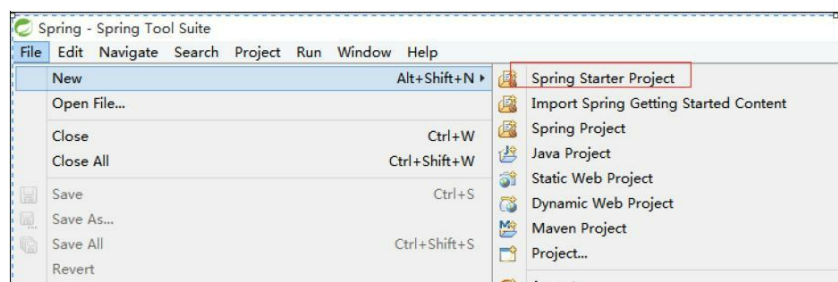 Spring - Spring Tool Suite
File Edit Navigate Search Project Run Window Help
New Alt+Shift+N
Open File...
Close Ctrl+W
Close All Ctrl+Shift+W
Save Ctrl+S
Save As...
Save All Ctrl+Shift+S
Revert
Spring Starter Project
Import Spring Getting Started Content
Spring Project
Java Project
Static Web Project
Dynamic Web Project
Maven Project
Project...